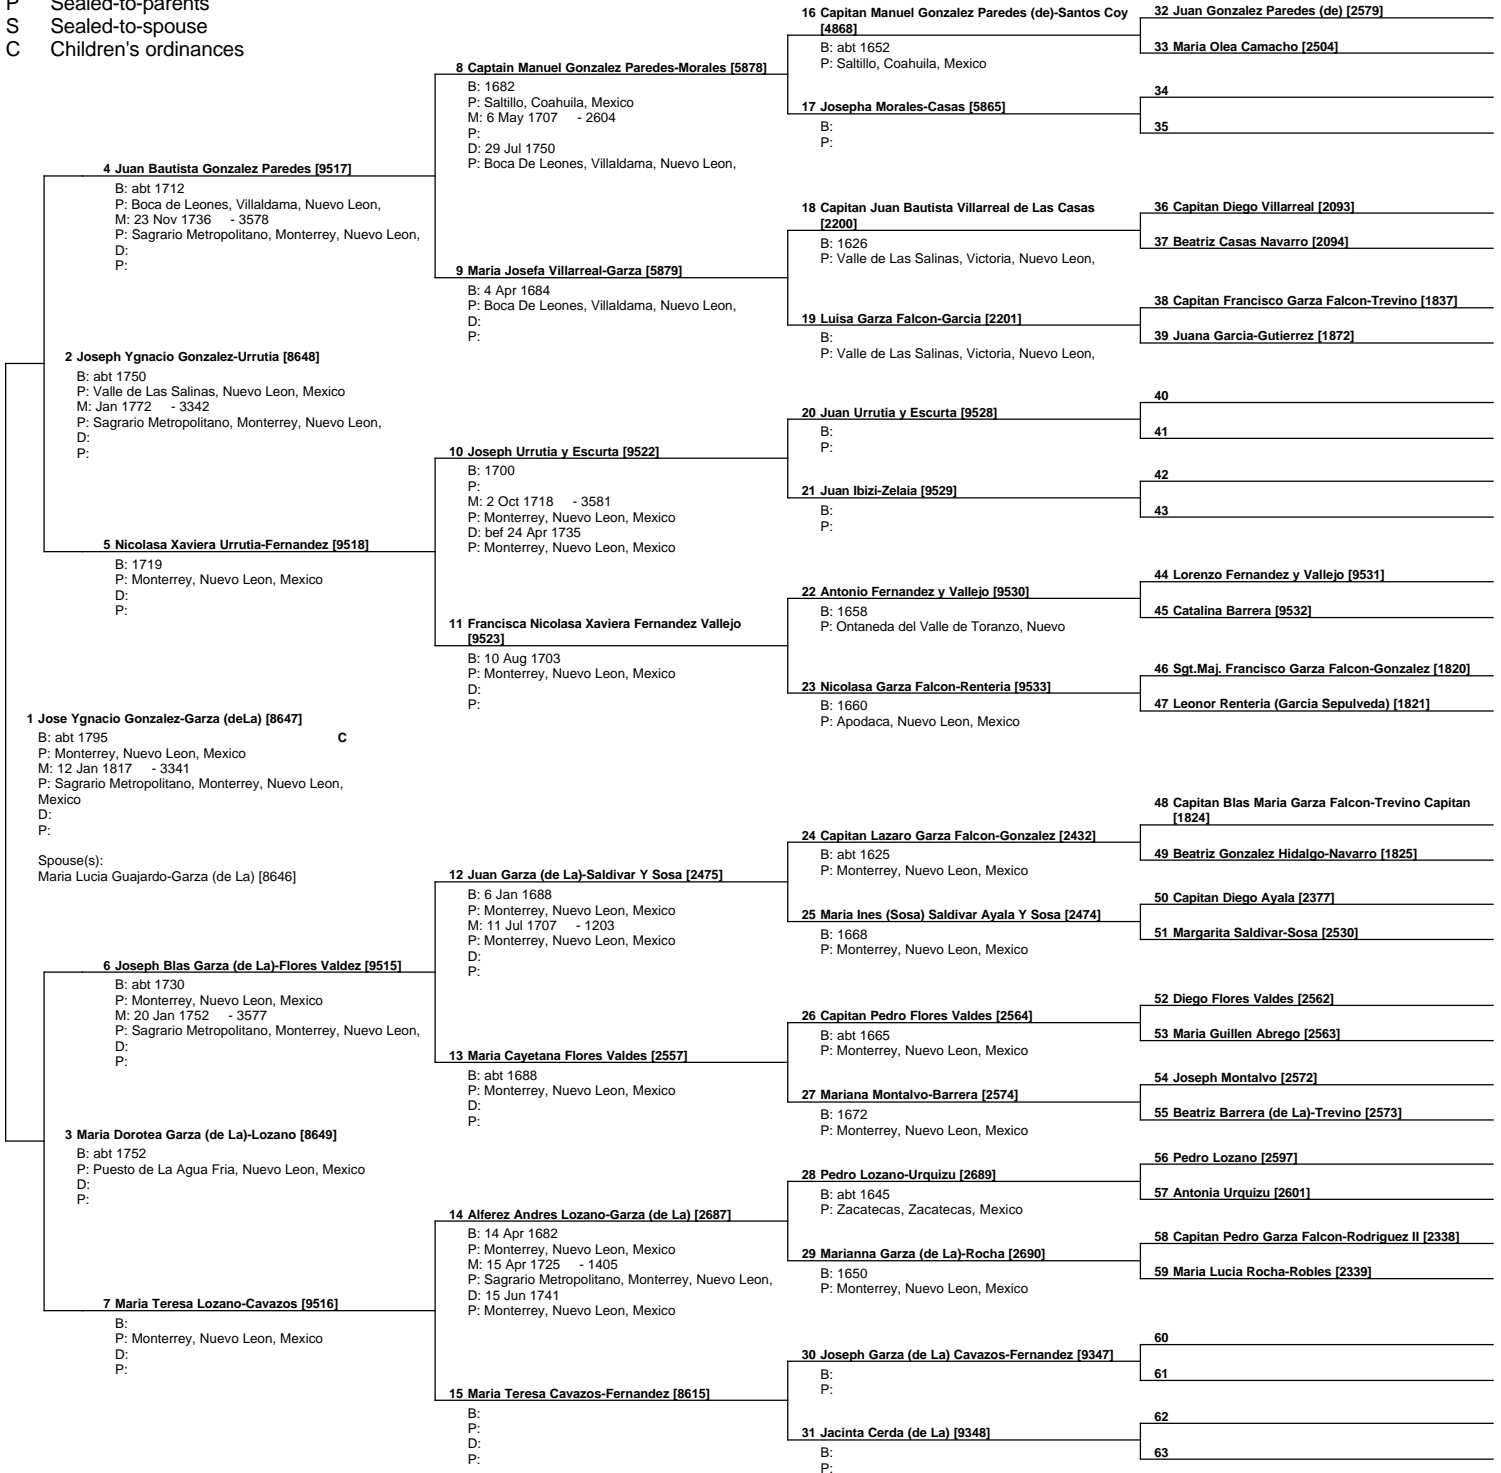 P Sealed-to-parents
S Sealed-to-spouse
C Children's ordinances
1 Jose Ygnacio Gonzalez-Garza (deLa) [8647]
B: abt 1795 C
P: Monterrey, Nuevo Leon, Mexico
M: 12 Jan 1817 - 3341
P: Sagrario Metropolitano, Monterrey, Nuevo Leon,
Mexico
D:
P:
Spouse(s):
Maria Lucia Guajardo-Garza (de La) [8646]
2 Joseph Ygnacio Gonzalez-Urrutia [8648]
B: abt 1750
P: Valle de Las Salinas, Nuevo Leon, Mexico
M: Jan 1772 - 3342
P: Sagrario Metropolitano, Monterrey, Nuevo Leon,
D:
P:
3 Maria Dorotea Garza (de La)-Lozano [8649]
B: abt 1752
P: Puesto de La Agua Fria, Nuevo Leon, Mexico
D:
P:
4 Juan Bautista Gonzalez Paredes [9517]
B: abt 1712
P: Boca de Leones, Villaldama, Nuevo Leon,
M: 23 Nov 1736 - 3578
P: Sagrario Metropolitano, Monterrey, Nuevo Leon,
D:
P:
5 Nicolasa Xaviera Urrutia-Fernandez [9518]
B: 1719
P: Monterrey, Nuevo Leon, Mexico
D:
P:
6 Joseph Blas Garza (de La)-Flores Valdez [9515]
B: abt 1730
P: Monterrey, Nuevo Leon, Mexico
M: 20 Jan 1752 - 3577
P: Sagrario Metropolitano, Monterrey, Nuevo Leon,
D:
P:
7 Maria Teresa Lozano-Cavazos [9516]
B:
P: Monterrey, Nuevo Leon, Mexico
D:
P:
8 Captain Manuel Gonzalez Paredes-Morales [5878]
B: 1682
P: Saltillo, Coahuila, Mexico
M: 6 May 1707 - 2604
P:
D: 29 Jul 1750
P: Boca De Leones, Villaldama, Nuevo Leon,
9 Maria Josefa Villarreal-Garza [5879]
B: 4 Apr 1684
P: Boca De Leones, Villaldama, Nuevo Leon,
D:
P:
10 Joseph Urrutia y Escurta [9522]
B: 1700
P:
M: 2 Oct 1718 - 3581
P: Monterrey, Nuevo Leon, Mexico
D: bef 24 Apr 1735
P: Monterrey, Nuevo Leon, Mexico
11 Francisca Nicolasa Xaviera Fernandez Vallejo
[9523]
B: 10 Aug 1703
P: Monterrey, Nuevo Leon, Mexico
D:
P:
12 Juan Garza (de La)-Saldivar Y Sosa [2475]
B: 6 Jan 1688
P: Monterrey, Nuevo Leon, Mexico
M: 11 Jul 1707 - 1203
P: Monterrey, Nuevo Leon, Mexico
D:
P:
13 Maria Cayetana Flores Valdes [2557]
B: abt 1688
P: Monterrey, Nuevo Leon, Mexico
D:
P:
14 Alferez Andres Lozano-Garza (de La) [2687]
B: 14 Apr 1682
P: Monterrey, Nuevo Leon, Mexico
M: 15 Apr 1725 - 1405
P: Sagrario Metropolitano, Monterrey, Nuevo Leon,
D: 15 Jun 1741
P: Monterrey, Nuevo Leon, Mexico
15 Maria Teresa Cavazos-Fernandez [8615]
B:
P:
D:
P:
16 Capitan Manuel Gonzalez Paredes (de)-Santos Coy
[4868]
B: abt 1652
P: Saltillo, Coahuila, Mexico
17 Josepha Morales-Casas [5865]
B:
P:
18 Capitan Juan Bautista Villarreal de Las Casas
[2200]
B: 1626
P: Valle de Las Salinas, Victoria, Nuevo Leon,
19 Luisa Garza Falcon-Garcia [2201]
B:
P: Valle de Las Salinas, Victoria, Nuevo Leon,
20 Juan Urrutia y Escurta [9528]
B:
P:
21 Juan Ibizi-Zelaia [9529]
B:
P:
22 Antonio Fernandez y Vallejo [9530]
B: 1658
P: Ontaneda del Valle de Toranzo, Nuevo
23 Nicolasa Garza Falcon-Renteria [9533]
B: 1660
P: Apodaca, Nuevo Leon, Mexico
24 Capitan Lazaro Garza Falcon-Gonzalez [2432]
B: abt 1625
P: Monterrey, Nuevo Leon, Mexico
25 Maria Ines (Sosa) Saldivar Ayala Y Sosa [2474]
B: 1668
P: Monterrey, Nuevo Leon, Mexico
26 Capitan Pedro Flores Valdes [2564]
B: abt 1665
P: Monterrey, Nuevo Leon, Mexico
27 Mariana Montalvo-Barrera [2574]
B: 1672
P: Monterrey, Nuevo Leon, Mexico
28 Pedro Lozano-Urquizu [2689]
B: abt 1645
P: Zacatecas, Zacatecas, Mexico
29 Marianna Garza (de La)-Rocha [2690]
B: 1650
P: Monterrey, Nuevo Leon, Mexico
30 Joseph Garza (de La) Cavazos-Fernandez [9347]
B:
P:
31 Jacinta Cerda (de La) [9348]
B:
P:
32 Juan Gonzalez Paredes (de) [2579]
33 Maria Olea Camacho [2504]
34
35
36 Capitan Diego Villarreal [2093]
37 Beatriz Casas Navarro [2094]
38 Capitan Francisco Garza Falcon-Trevino [1837]
39 Juana Garcia-Gutierrez [1872]
40
41
42
43
44 Lorenzo Fernandez y Vallejo [9531]
45 Catalina Barrera [9532]
46 Sgt.Maj. Francisco Garza Falcon-Gonzalez [1820]
47 Leonor Renteria (Garcia Sepulveda) [1821]
48 Capitan Blas Maria Garza Falcon-Trevino Capitan
[1824]
49 Beatriz Gonzalez Hidalgo-Navarro [1825]
50 Capitan Diego Ayala [2377]
51 Margarita Saldivar-Sosa [2530]
52 Diego Flores Valdes [2562]
53 Maria Guillen Abrego [2563]
54 Joseph Montalvo [2572]
55 Beatriz Barrera (de La)-Trevino [2573]
56 Pedro Lozano [2597]
57 Antonia Urquizu [2601]
58 Capitan Pedro Garza Falcon-Rodriguez II [2338]
59 Maria Lucia Rocha-Robles [2339]
60
61
62
63